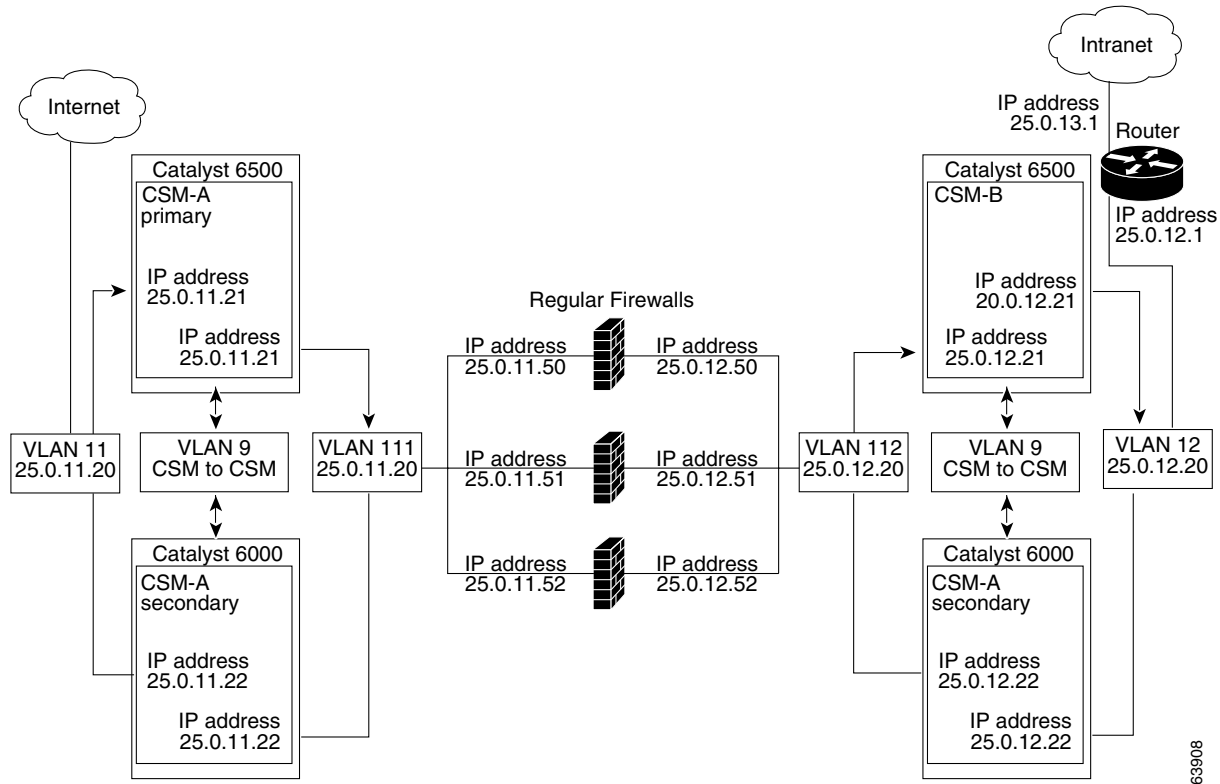 Intranet
Internet
IP address
25.0.13.1
Router
IP address
25.0.12.1
Catalyst 6500
CSM-A
primary
IP address
25.0.11.21
IP address
25.0.11.21
Catalyst 6500
CSM-B
IP address
20.0.12.21
IP address
25.0.12.21
Regular Firewalls
IP address
25.0.11.50
IP address
25.0.12.50
IP address
25.0.11.51
IP address
25.0.12.51
IP address
25.0.11.52
IP address
25.0.12.52
VLAN 11
25.0.11.20
VLAN 9
CSM to CSM
VLAN 111
25.0.11.20
VLAN 112
25.0.12.20
VLAN 9
CSM to CSM
VLAN 12
25.0.12.20
Catalyst 6000
CSM-A
secondary
IP address
25.0.11.22
IP address
25.0.11.22
Catalyst 6000
CSM-A
secondary
IP address
25.0.12.22
IP address
25.0.12.22
63908